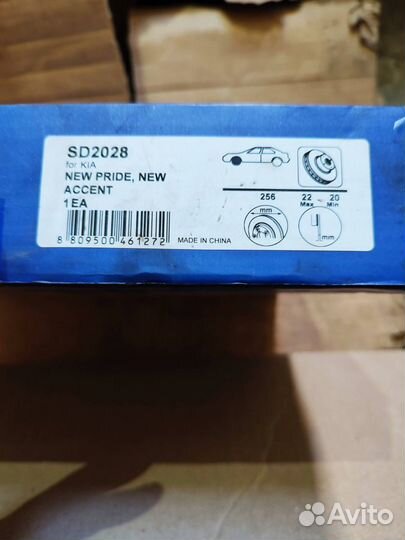 SD2028
for KIA
NEW PRIDE, NEW
ACCENT
1EA
8 809500 461272
MADE IN CHINA
256
22 ~ 20
Max Min
mm
mm
Avito